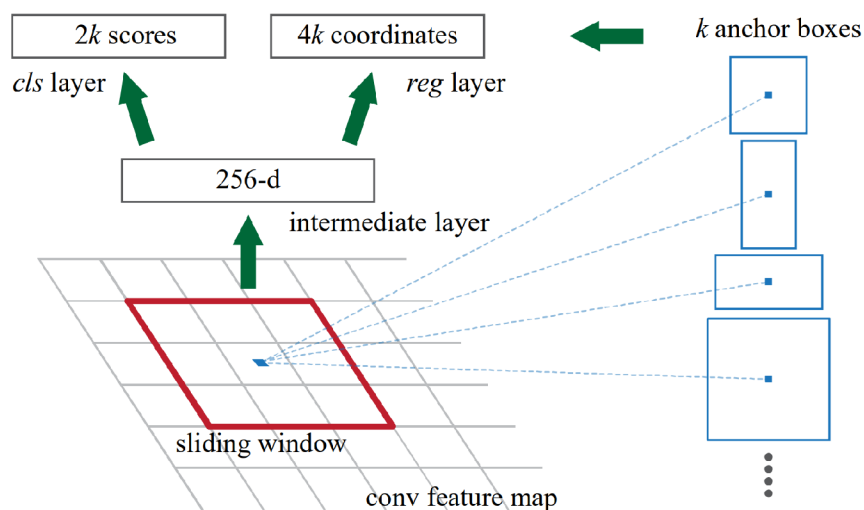 2k scores
4k coordinates
k anchor boxes
cls layer
reg layer
256-d
intermediate layer
sliding window
conv feature map